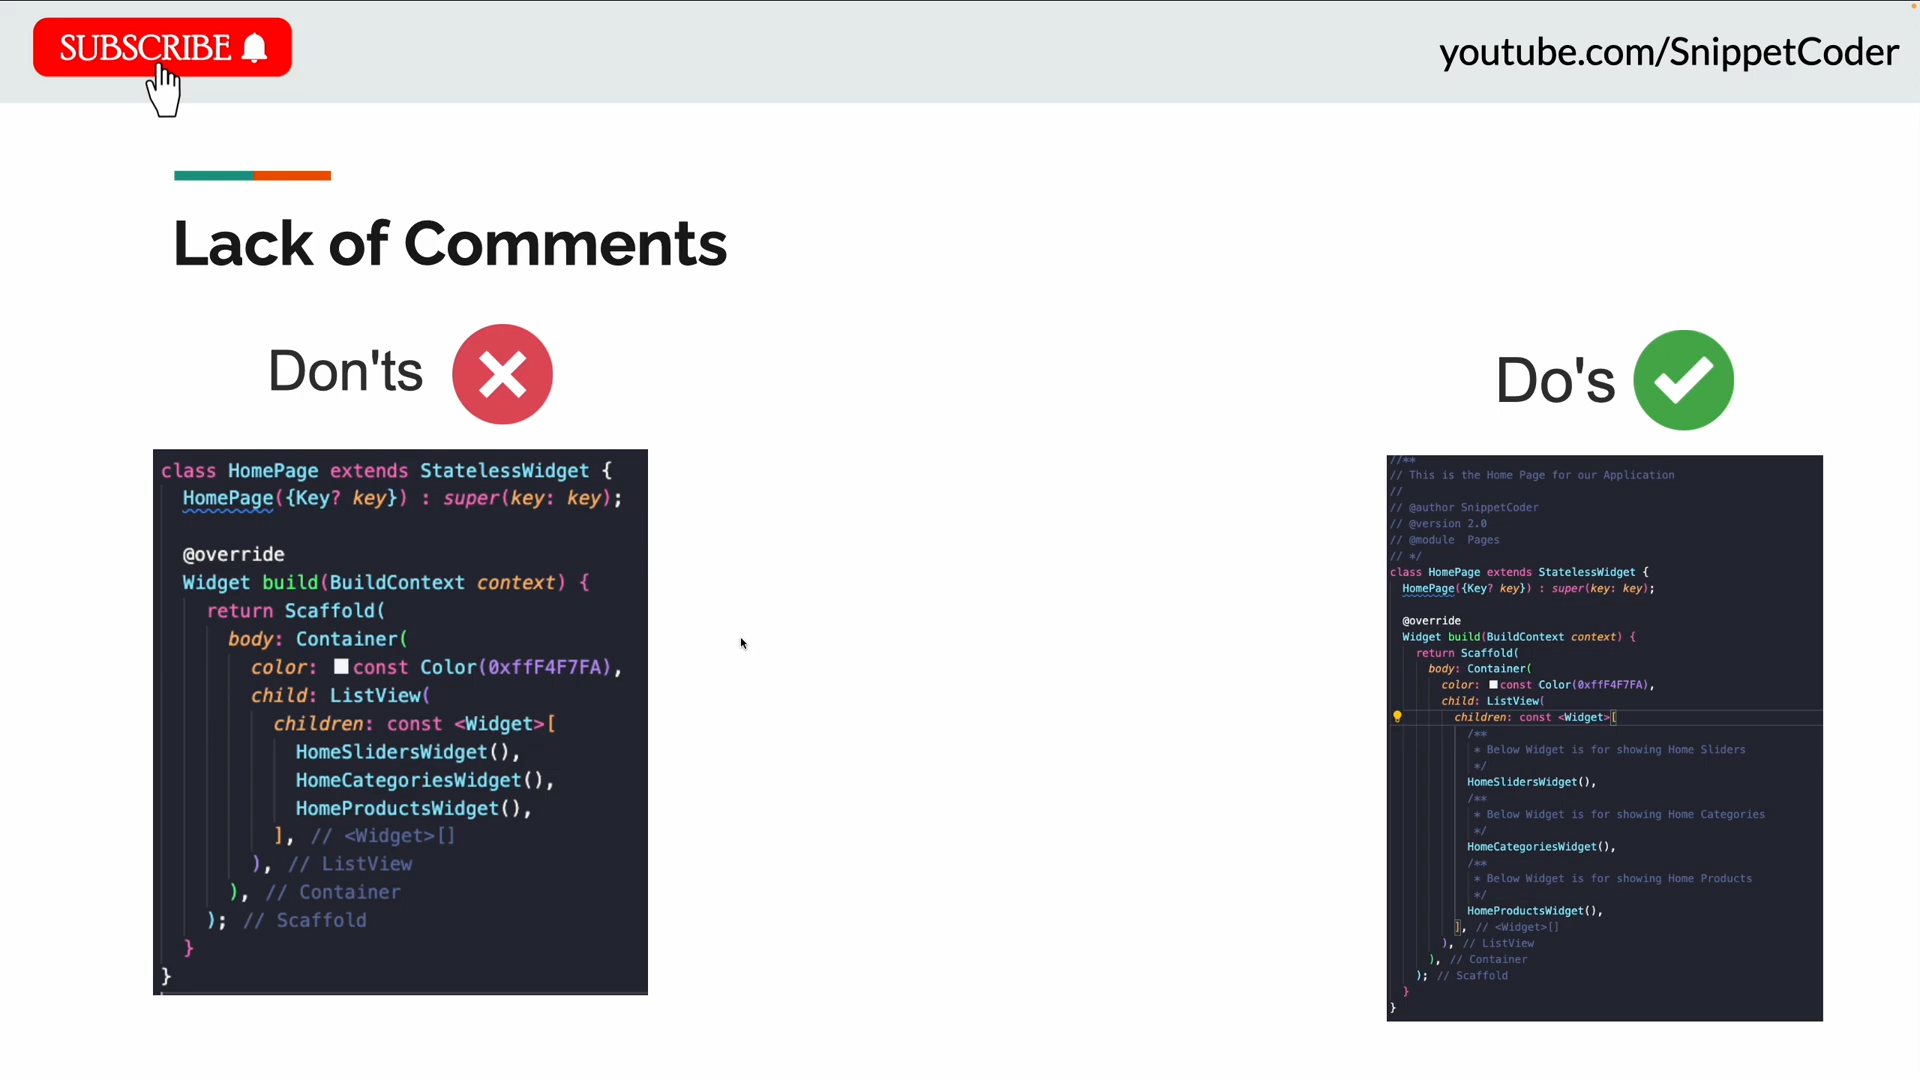 SUBSCRIBE
youtube.com/SnippetCoder
Lack of Comments
Don'ts
Do's
class HomePage extends StatelessWidget {
HomePage({Key? key}) : super(key: key);
@override
Widget build(BuildContext context) {
return Scaffold(
body: Container(
color: const Color(0xffF4F7FA),
child: ListView(
children: const <Widget>[
HomeSlidersWidget(),
HomeCategoriesWidget(),
HomeProductsWidget(),
], // <Widget>[]
), // ListView
), // Container
); // Scaffold
}
}
//**
// This is the Home Page for our Application
//
// @author SnippetCoder
// @version 2.0
// @module  Pages
// */
class HomePage extends StatelessWidget {
HomePage({Key? key}) : super(key: key);
@override
Widget build(BuildContext context) {
return Scaffold(
body: Container(
color: const Color(0xffF4F7FA),
child: ListView(
children: const <Widget>[
/**
* Below Widget is for showing Home Sliders
*/
HomeSlidersWidget(),
/**
* Below Widget is for showing Home Categories
*/
HomeCategoriesWidget(),
/**
* Below Widget is for showing Home Products
*/
HomeProductsWidget(),
], // <Widget>[]
), // ListView
), // Container
); // Scaffold
}
}